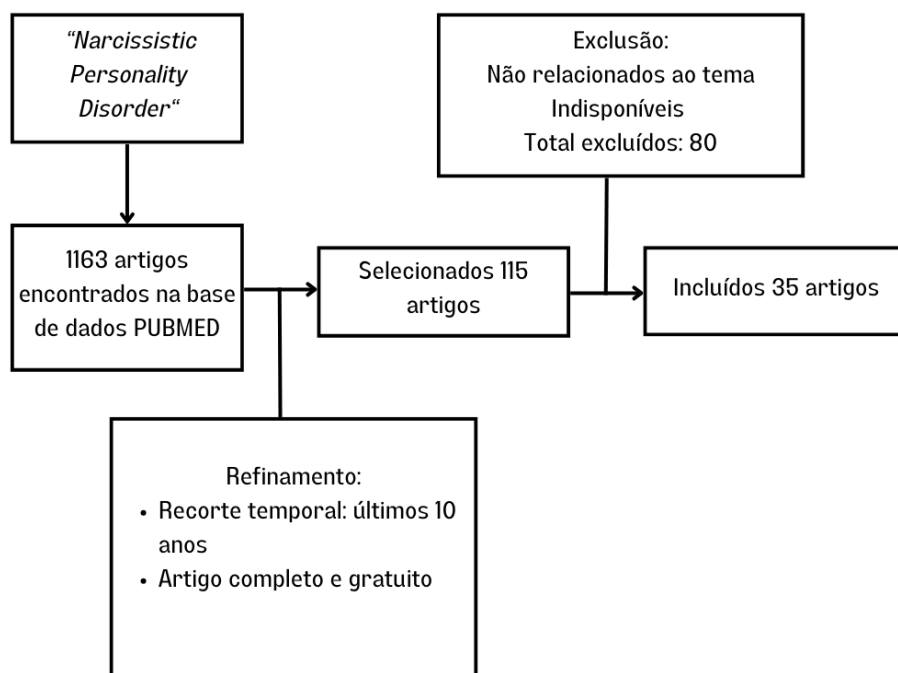 “Narcissistic
Personality
Disorder“
1163 artigos
encontrados na base
de dados PUBMED
Refinamento:
• Recorte temporal: últimos 10
anos
• Artigo completo e gratuito
Selecionados 115
artigos
Exclusão:
Não relacionados ao tema
Indisponíveis
Total excluídos: 80
Incluídos 35 artigos